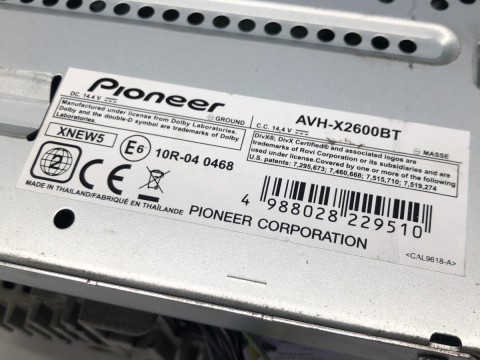 Pioneer
DC. 14.4 V
GROUND
AVH-X2600BT
Manufactured under license from Dolby Laboratories.
Dolby and the double-D symbol are trademarks of Dolby
Laboratories.
C.C. 14,4 V
MASSE
DivX®, DivX Certified® and associated logos are
trademarks of Rovi Corporation or its subsidiaries and are
used under license.Covered by one or more of the following
U.S. patents: 7,295,673; 7,460,668; 7,515,710; 7,519,274
XNEW5
E6
10R-04 0468
CE
MADE IN THAILAND/FABRIQUÉ EN THAÏLANDE
4 988028 229510
PIONEER CORPORATION
<CAL9618-A>